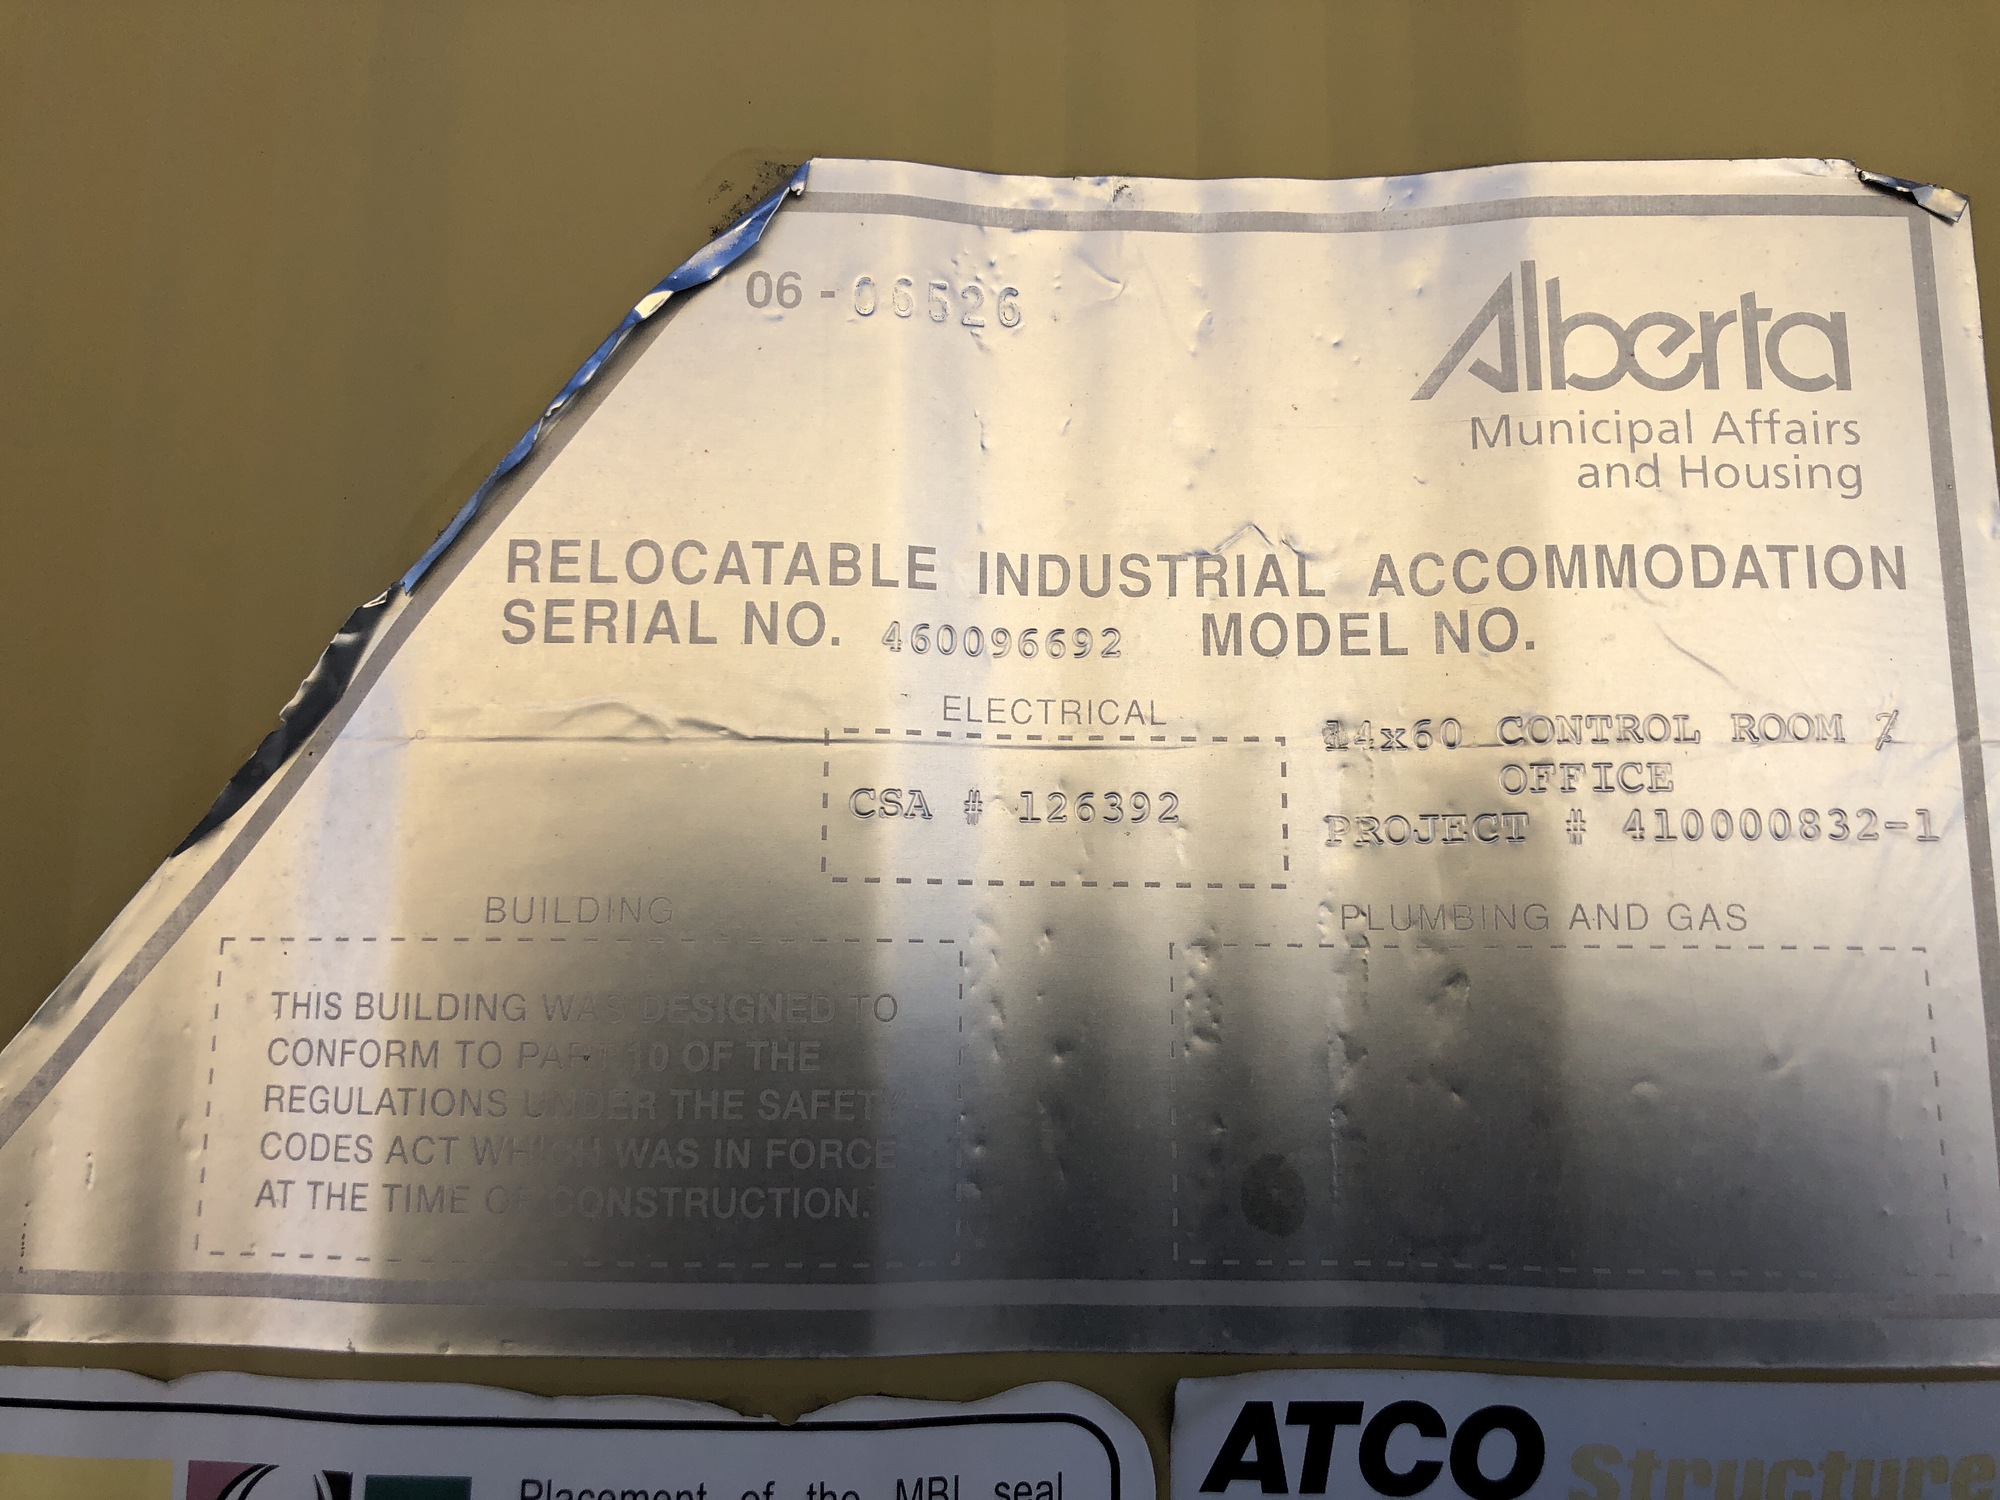 06 - 06526
Alberta
Municipal Affairs
and Housing
RELOCATABLE INDUSTRIAL ACCOMMODATION
SERIAL NO. 460096692 MODEL NO.
ELECTRICAL
14x60 CONTROL ROOM /
OFFICE
CSA # 126392
PROJECT # 410000832-1
BUILDING
PLUMBING AND GAS
THIS BUILDING WAS DESIGNED TO
CONFORM TO PART 10 OF THE
REGULATIONS UNDER THE SAFETY
CODES ACT WHICH WAS IN FORCE
AT THE TIME OF CONSTRUCTION.
ATCO Structure
Placement of the MBI seal